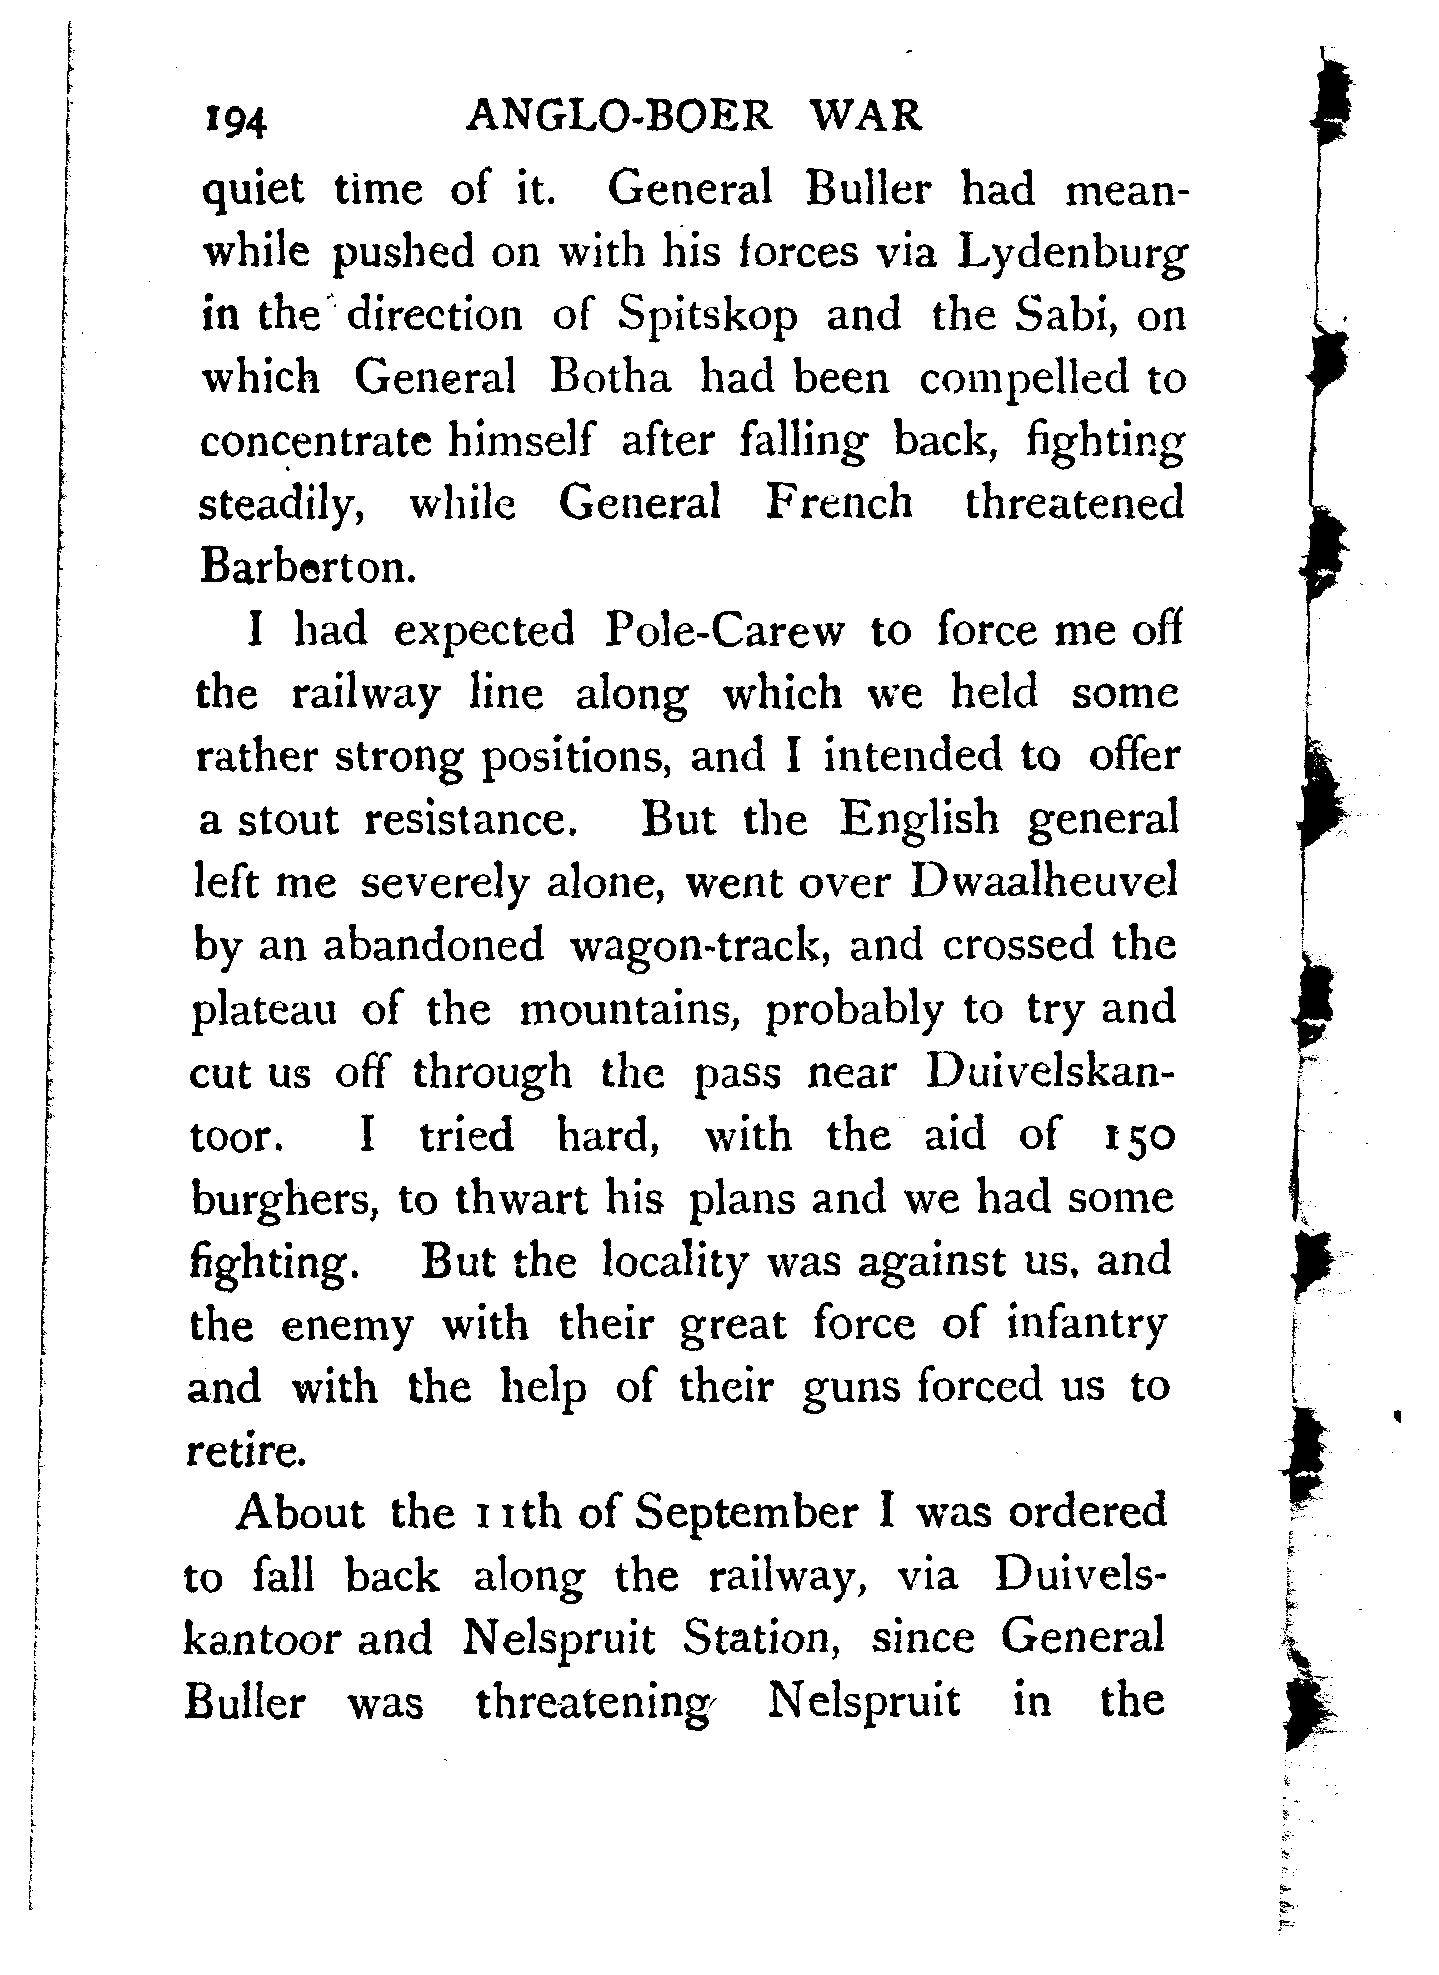 194 ANGLO-BOER WAR
quiet time of it. General Buller had mean-
while pushed on with his forces via Lydenburg
in the direction of Spitskop and the Sabi, on
which General Botha had been compelled to
concentrate himself after falling back, fighting
steadily, while General French threatened
Barberton.
I had expected Pole-Carew to force me off
the railway line along which we held some
rather strong positions, and I intended to offer
a stout resistance. But the English general
left me severely alone, went over Dwaalheuvel
by an abandoned wagon-track, and crossed the
plateau of the mountains, probably to try and
cut us off through the pass near Duivelskan-
toor. I tried hard, with the aid of 150
burghers, to thwart his plans and we had some
fighting. But the locality was against us, and
the enemy with their great force of infantry
and with the help of their guns forced us to
retire.
About the 11th of September I was ordered
to fall back along the railway, via Duivels-
kantoor and Nelspruit Station, since General
Buller was threatening Nelspruit in the